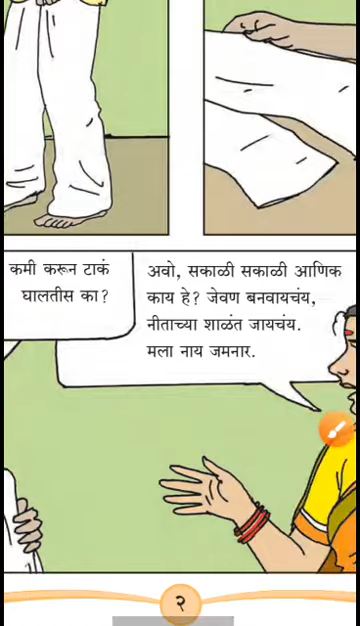 कमी करून टाकं
घालतीस का?
अवो, सकाळी सकाळी आणिक
काय हे? जेवण बनवायचंय,
नीताच्या शाळंत जायचंय.
मला नाय जमनार.
२